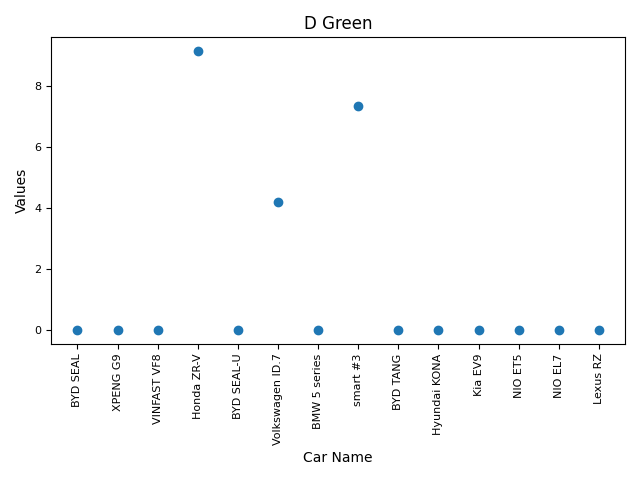 D Green
Values
8
6
4
2
0
BYD SEAL
XPENG G9
VINFAST VF8
Honda ZR-V
BYD SEAL-U
Volkswagen ID.7
BMW 5 series
smart #3
BYD TANG
Hyundai KONA
Kia EV9
NIO ET5
NIO EL7
Lexus RZ
Car Name